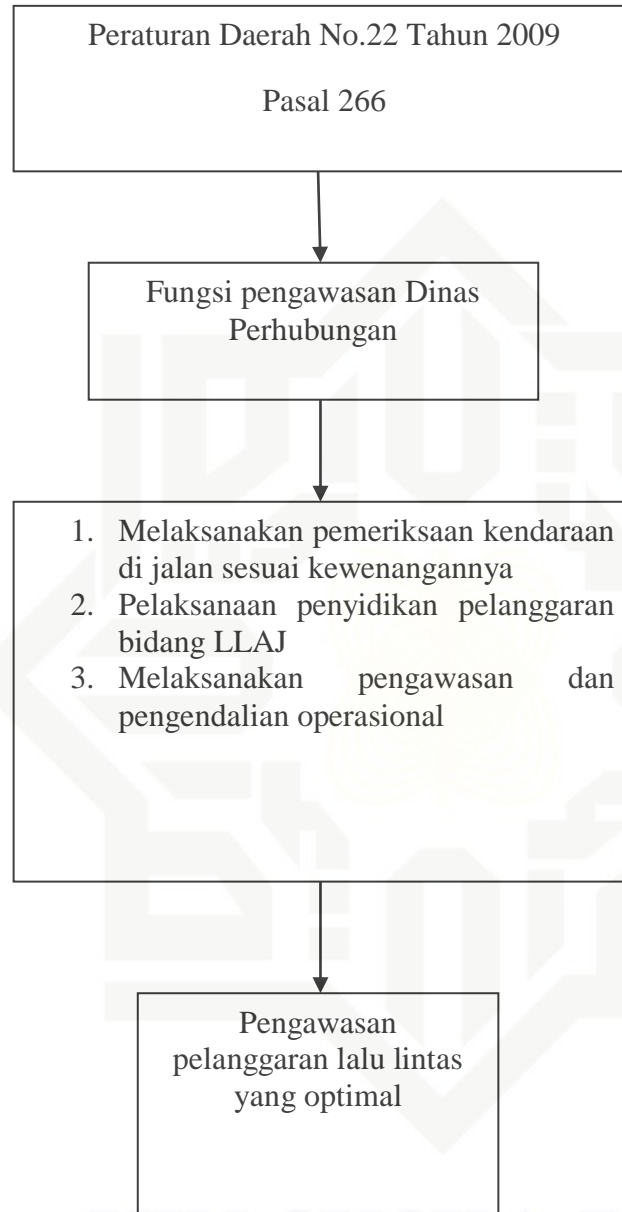 Peraturan Daerah No.22 Tahun 2009
Pasal 266
Fungsi pengawasan Dinas
Perhubungan
1. Melaksanakan pemeriksaan kendaraan
di jalan sesuai kewenangannya
2. Pelaksanaan penyidikan pelanggaran
bidang LLAJ
3. Melaksanakan pengawasan dan
pengendalian operasional
Pengawasan
pelanggaran lalu lintas
yang optimal